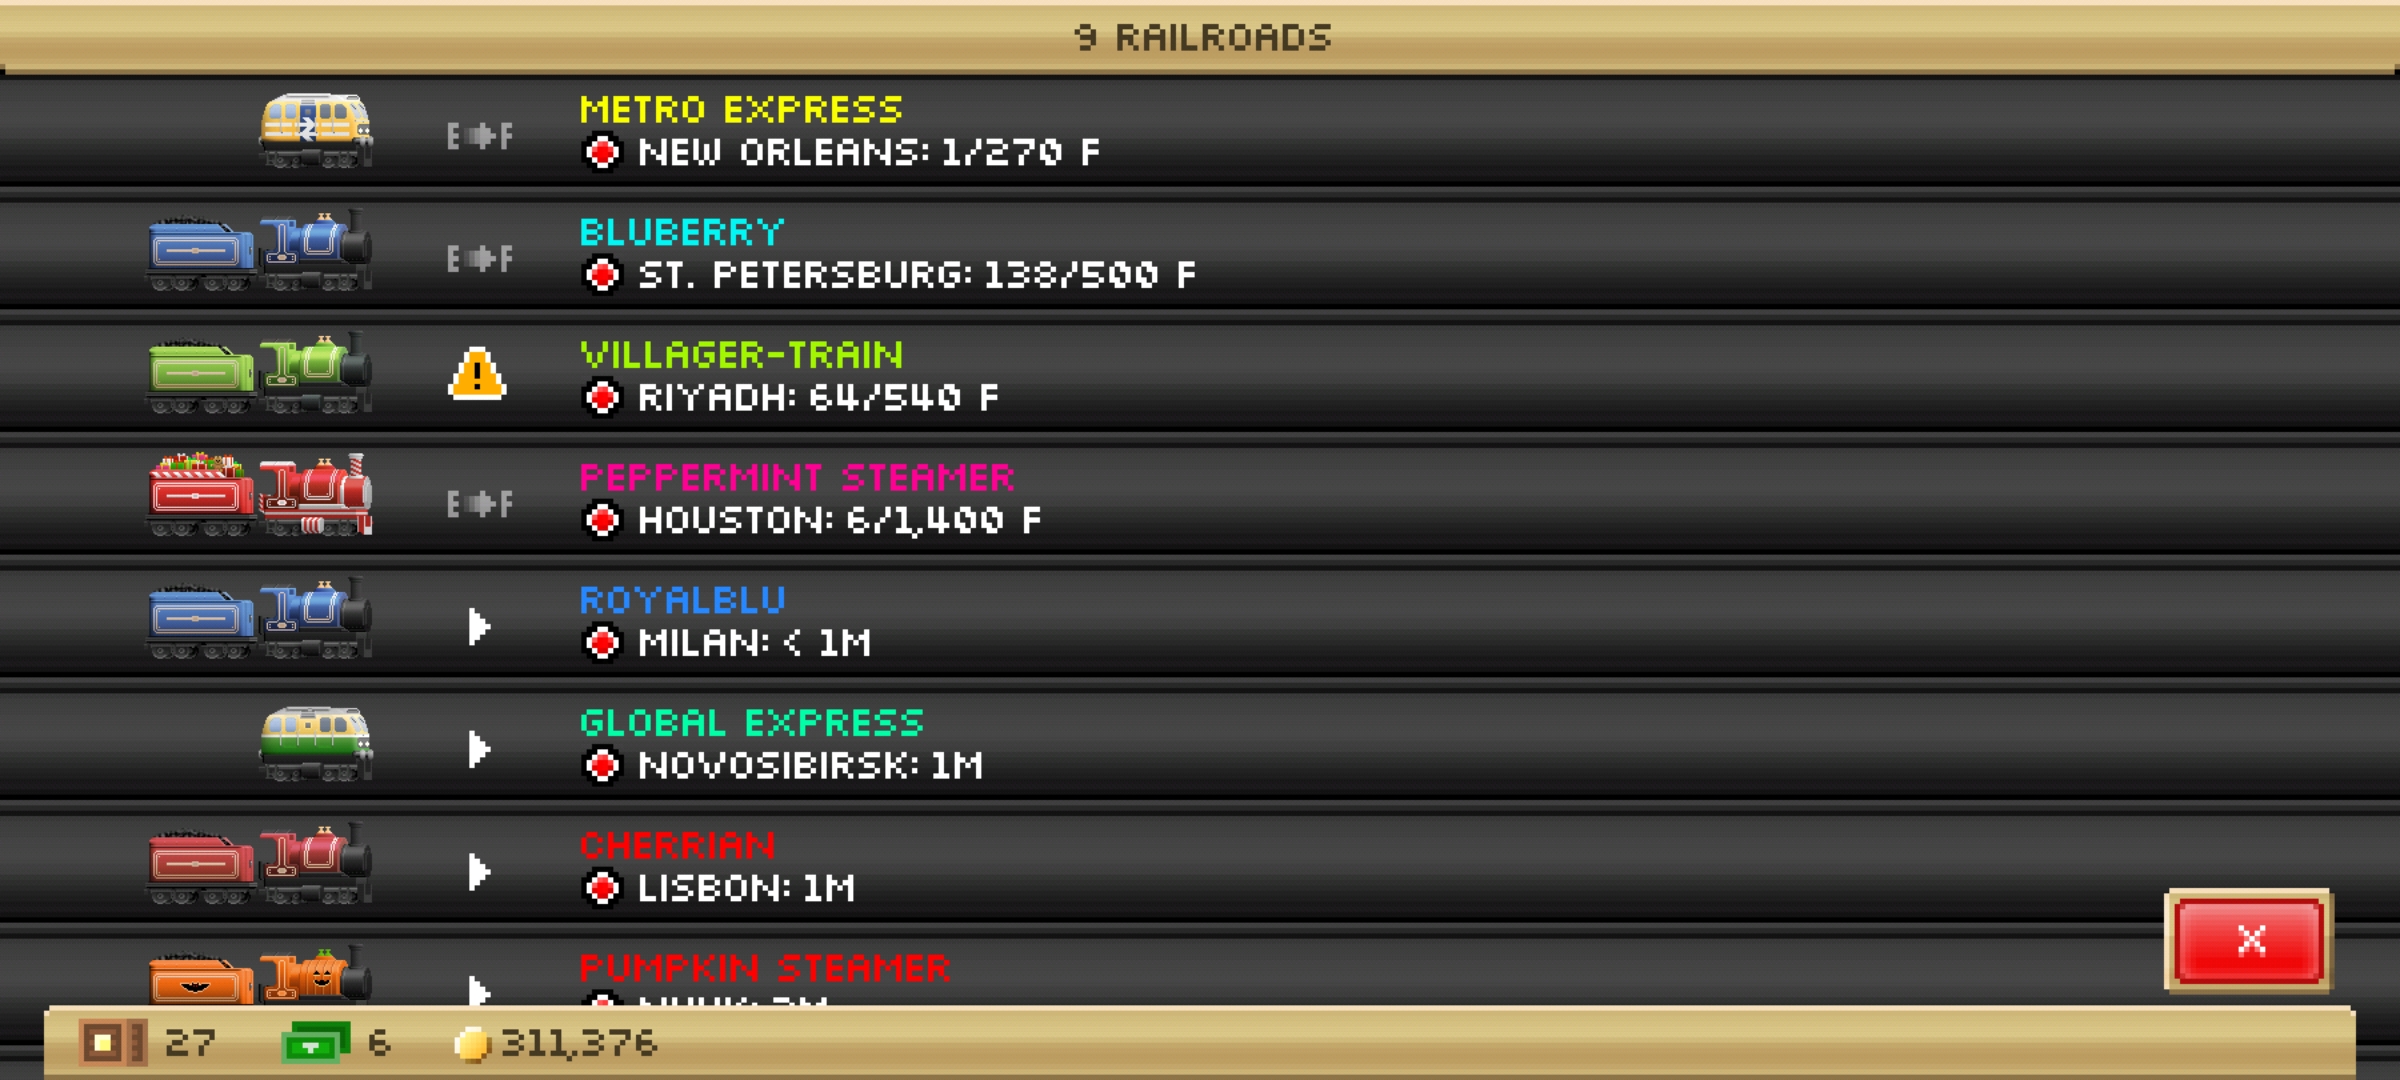 9 RAILROADS
E F
METRO EXPRESS
NEW ORLEANS: 1/270 F
E F
BLUBERRY
ST. PETERSBURG: 138/500 F
!
VILLAGER-TRAIN
RIYADH: 64/540 F
E F
PEPPERMINT STEAMER
HOUSTON: 6/1,400 F
ROYALBLU
MILAN: < 1M
GLOBAL EXPRESS
NOVOSIBIRSK: 1M
CHERRIAN
LISBON: 1M
PUMPKIN STEAMER
X
27 6 311,376